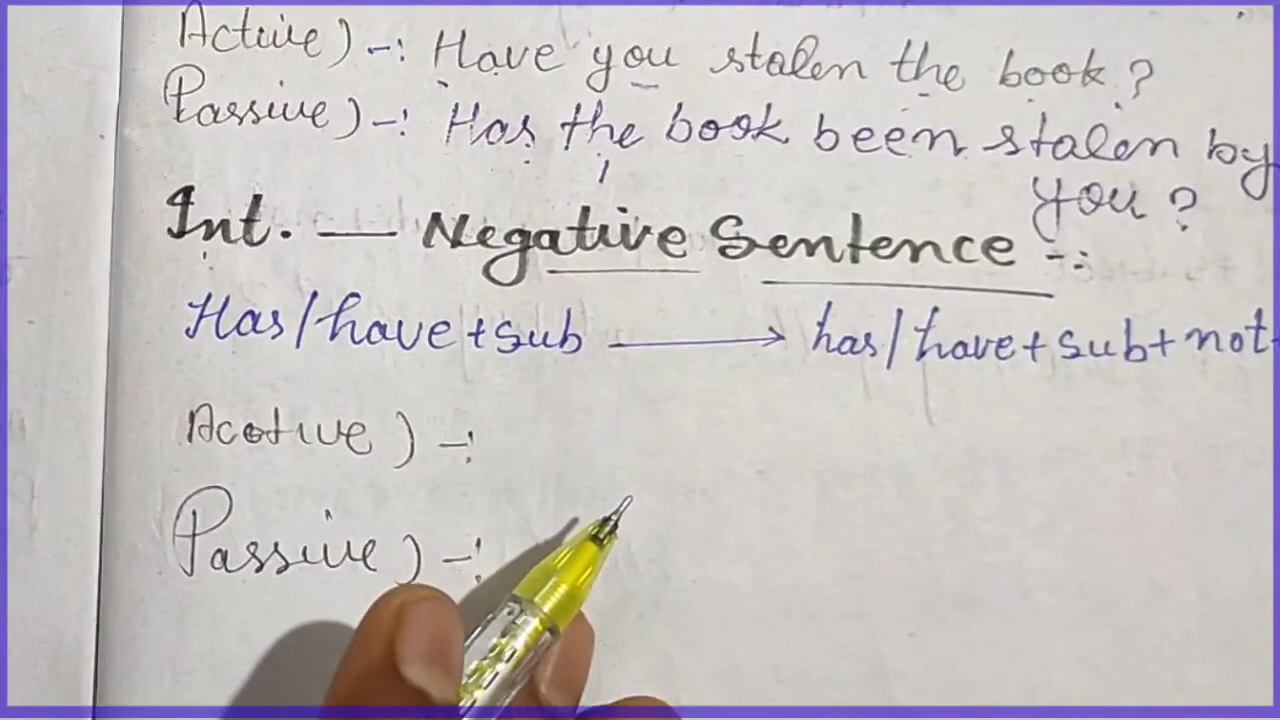 Active) -: Have you stolen the book?
Passive) -: Has the book been stolen by
you?
Int. — Negative Sentence -:
Has/have + sub ⟶ has/have + sub + not +
Acotive) -:
Passive) -: